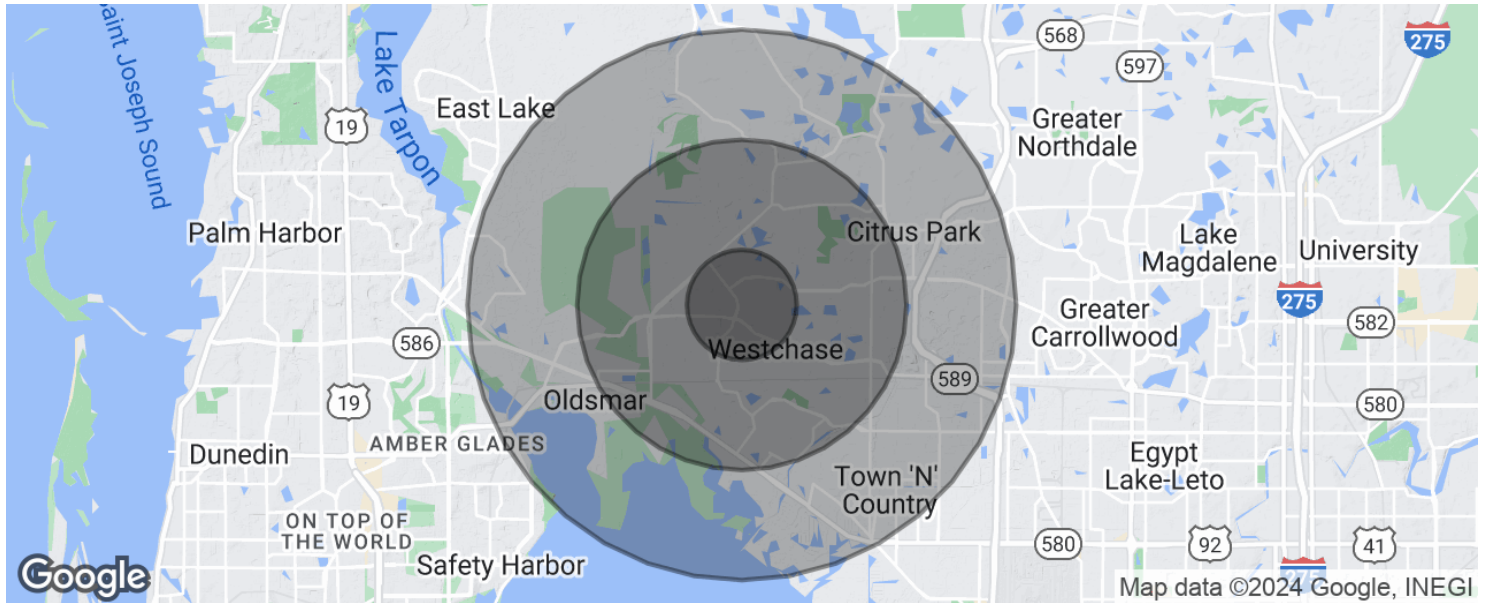 Saint Joseph Sound
Lake Tarpon
East Lake
19
568
597
275
Greater
Northdale
Palm Harbor
Citrus Park
Lake
Magdalene
University
275
586
Greater
Carrollwood
582
Westchase
19
Oldsmar
589
580
AMBER GLADES
Dunedin
Egypt
Lake-Leto
Town 'N'
Country
ON TOP OF
THE WORLD
580
92
41
Safety Harbor
275
Google
Map data ©2024 Google, INEGI